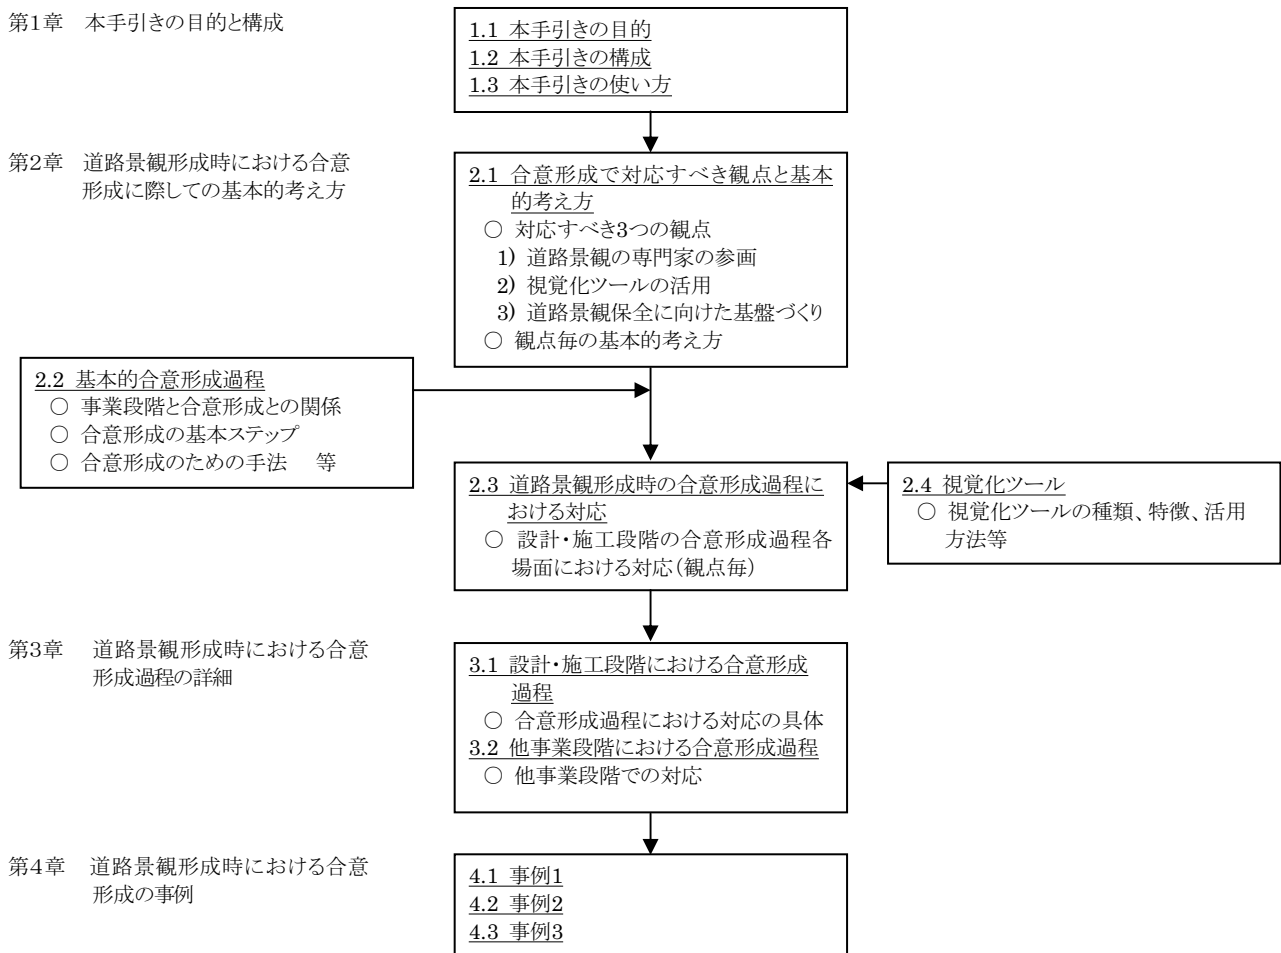 第1章　本手引きの目的と構成
1.1 本手引きの目的
1.2 本手引きの構成
1.3 本手引きの使い方
第2章　道路景観形成時における合意
形成に際しての基本的考え方
2.1 合意形成で対応すべき観点と基本
的考え方
○ 対応すべき3つの観点
1) 道路景観の専門家の参画
2) 視覚化ツールの活用
3) 道路景観保全に向けた基盤づくり
○ 観点毎の基本的考え方
2.2 基本的合意形成過程
○ 事業段階と合意形成との関係
○ 合意形成の基本ステップ
○ 合意形成のための手法　等
2.3 道路景観形成時の合意形成過程に
おける対応
○ 設計・施工段階の合意形成過程各
場面における対応(観点毎)
2.4 視覚化ツール
○ 視覚化ツールの種類、特徴、活用
方法等
第3章　道路景観形成時における合意
形成過程の詳細
3.1 設計・施工段階における合意形成
過程
○ 合意形成過程における対応の具体
3.2 他事業段階における合意形成過程
○ 他事業段階での対応
第4章　道路景観形成時における合意
形成の事例
4.1 事例1
4.2 事例2
4.3 事例3